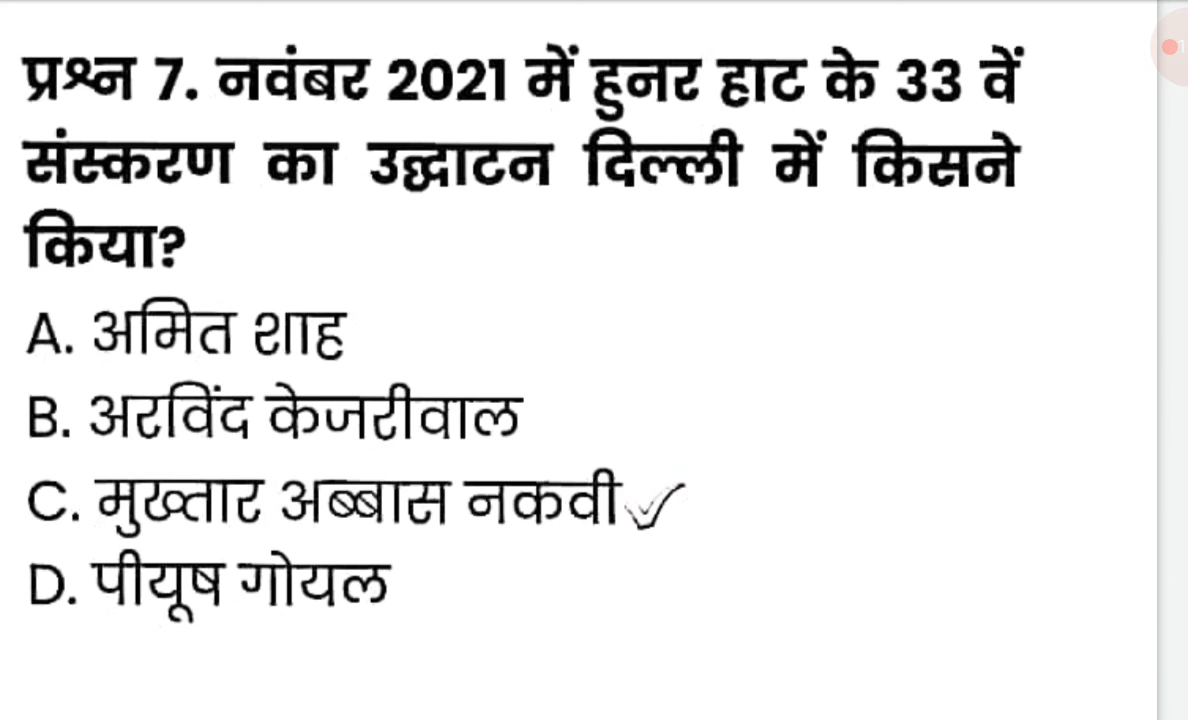 प्रश्न 7. नवंबर 2021 में हुनर हाट के 33 वें
संस्करण का उद्घाटन दिल्ली में किसने
किया?
A. अमित शाह
B. अरविंद केजरीवाल
C. मुख्तार अब्बास नकवी
D. पीयूष गोयल